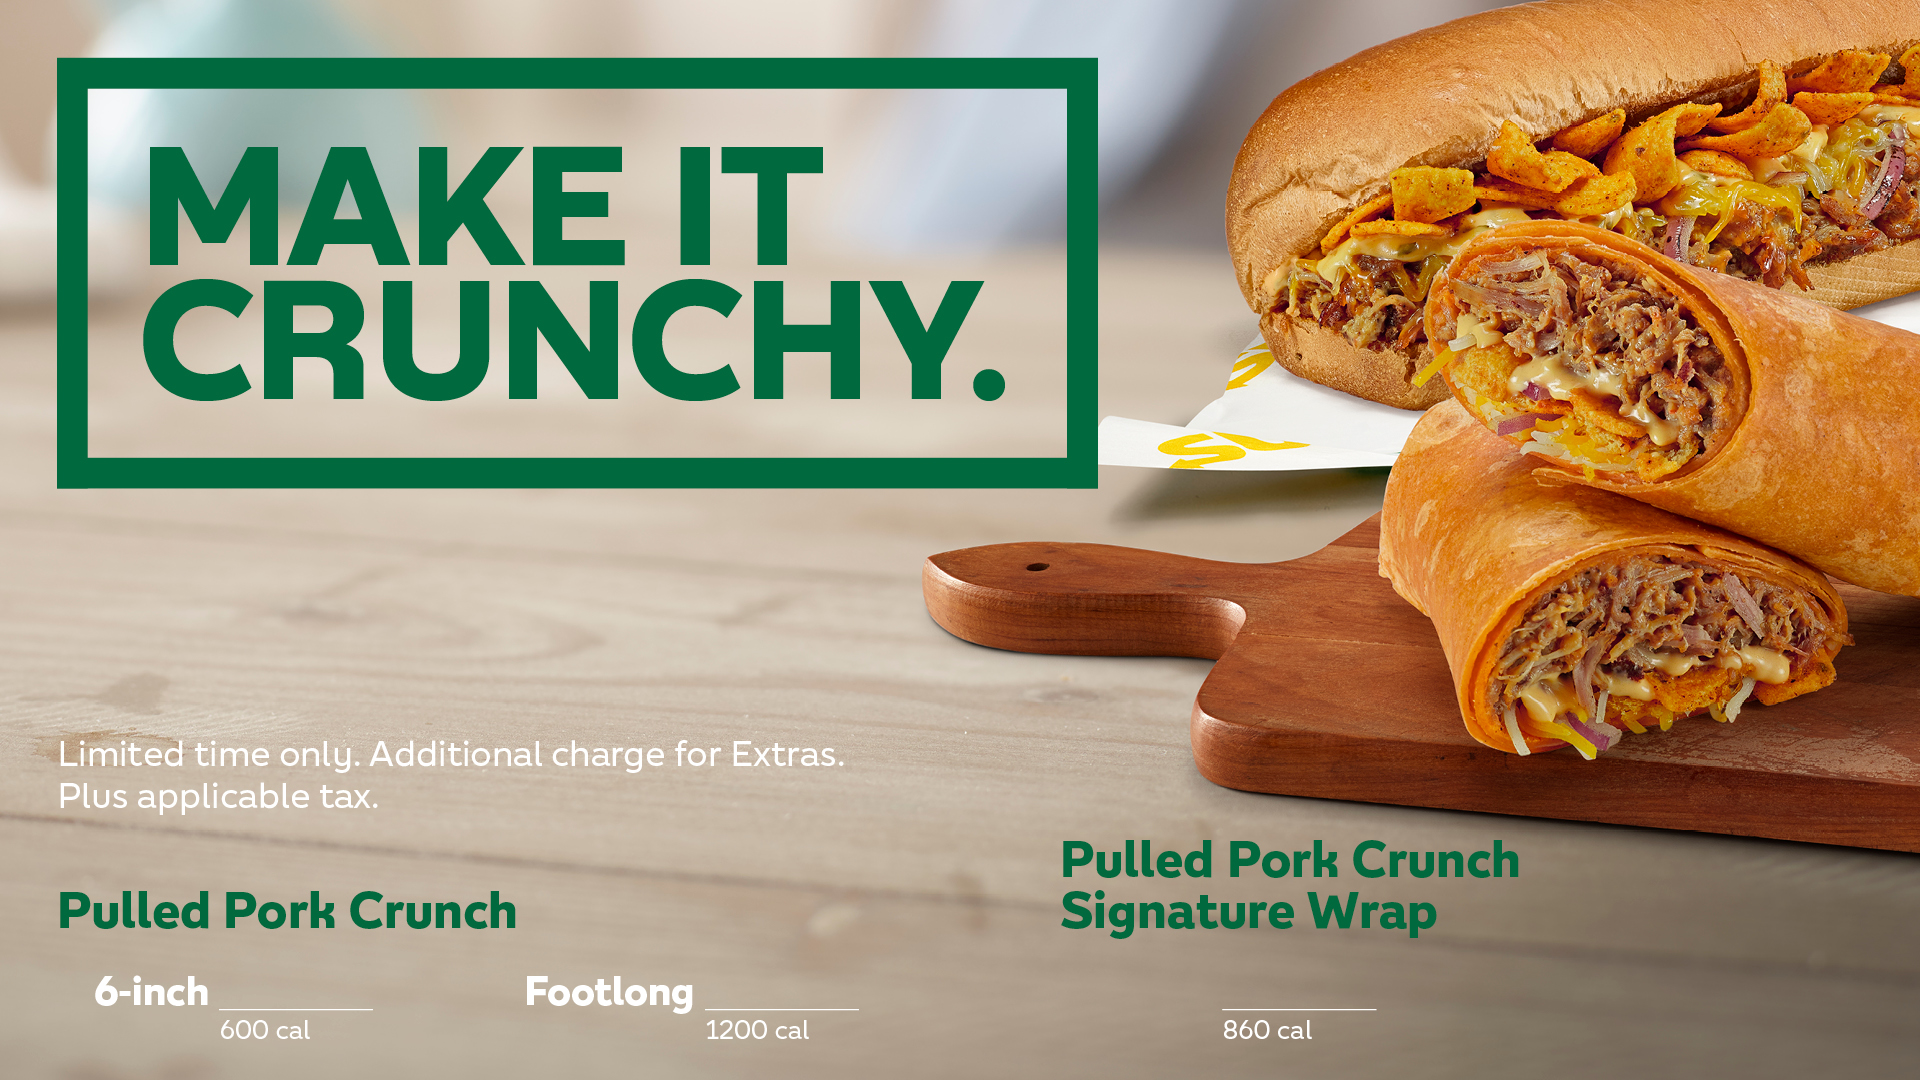 MAKE IT
CRUNCHY.
Limited time only. Additional charge for Extras.
Plus applicable tax.
Pulled Pork Crunch
6-inch
600 cal
Footlong
1200 cal
Pulled Pork Crunch
Signature Wrap
860 cal